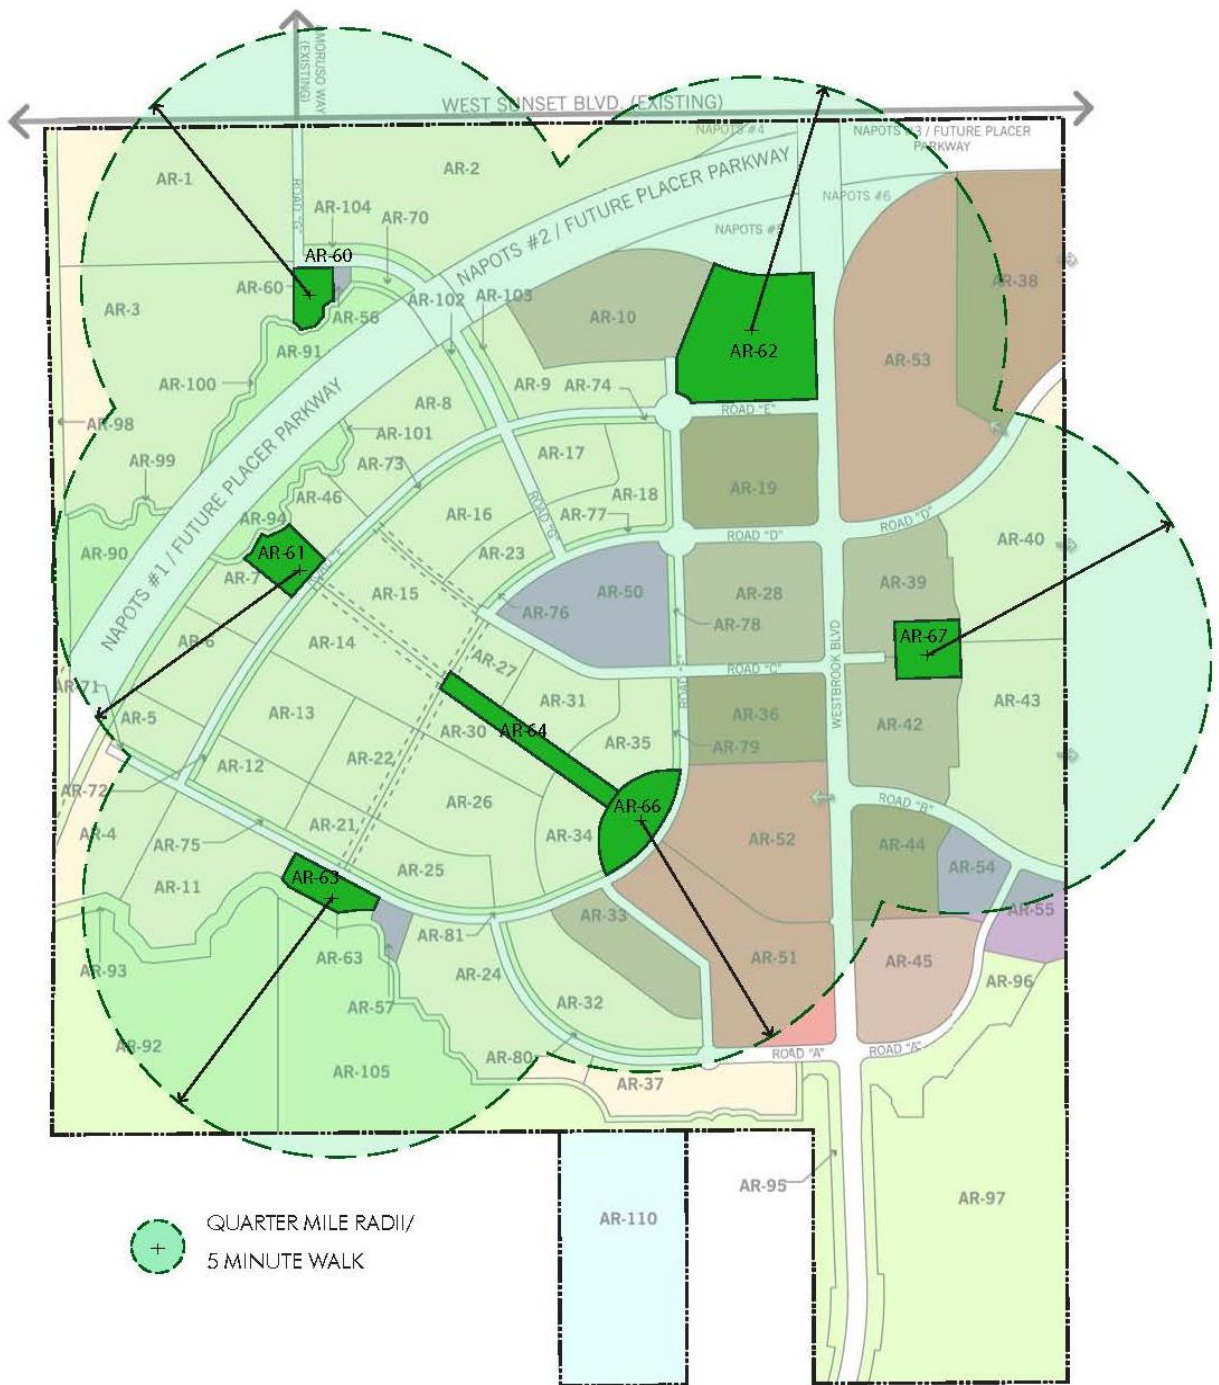 AMORUSO WAY
(EXISTING)
WEST SUNSET BLVD. (EXISTING)
NAPOTS #4
NAPOTS #3 / FUTURE PLACER
PARKWAY
AR-1
AR-2
NAPOTS #2 / FUTURE PLACER PARKWAY
NAPOTS #6
ROAD "G"
AR-104
AR-70
NAPOTS #5
AR-60
AR-60
AR-102
AR-103
AR-38
AR-3
AR-56
AR-10
AR-91
AR-62
AR-53
AR-100
AR-9
AR-74
AR-8
ROAD "E"
AR-98
AR-101
AR-73
AR-17
AR-99
AR-46
AR-18
AR-19
NAPOTS #1 / FUTURE PLACER PARKWAY
AR-94
AR-16
AR-77
ROAD "G"
ROAD "D"
ROAD "D"
AR-90
AR-61
AR-23
AR-40
AR-7
AR-15
AR-50
AR-28
AR-39
AR-76
AR-78
AR-6
AR-14
AR-67
AR-27
ROAD "C"
WESTBROOK BLVD
AR-71
AR-5
AR-13
AR-31
AR-43
AR-30
AR-64
AR-36
AR-42
AR-35
AR-79
AR-12
AR-22
AR-72
AR-26
AR-66
ROAD "B"
AR-4
AR-75
AR-21
AR-34
AR-52
AR-44
AR-54
AR-25
AR-63
AR-11
AR-33
AR-55
AR-81
AR-93
AR-63
AR-24
AR-51
AR-45
AR-96
AR-57
AR-32
AR-92
AR-80
ROAD "A"
ROAD "A"
AR-105
AR-37
AR-95
AR-97
AR-110
QUARTER MILE RADII/
5 MINUTE WALK